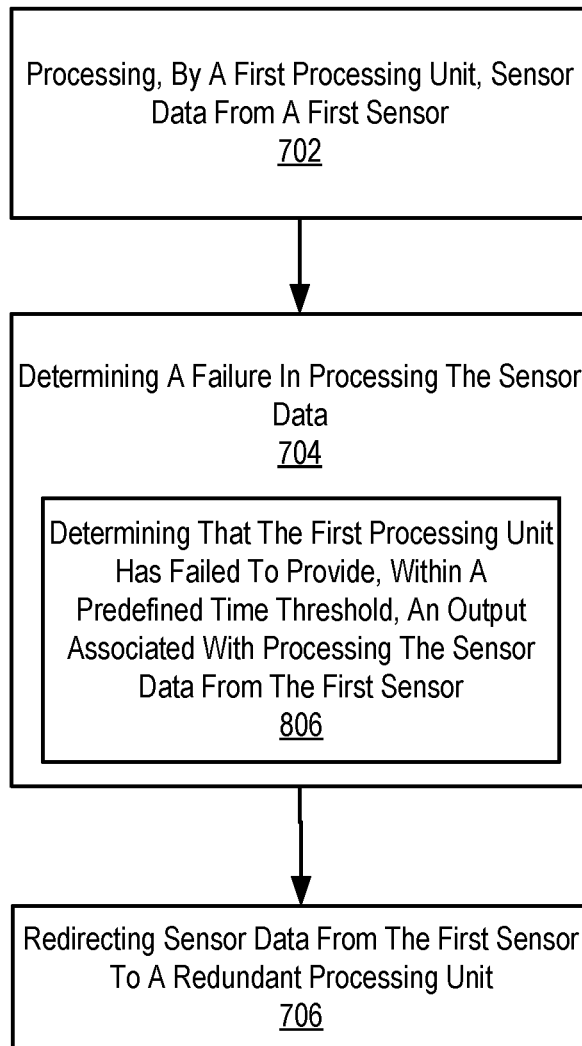 Processing, By A First Processing Unit, Sensor
Data From A First Sensor
702
Determining A Failure In Processing The Sensor
Data
704
Determining That The First Processing Unit
Has Failed To Provide, Within A
Predefined Time Threshold, An Output
Associated With Processing The Sensor
Data From The First Sensor
806
Redirecting Sensor Data From The First Sensor
To A Redundant Processing Unit
706